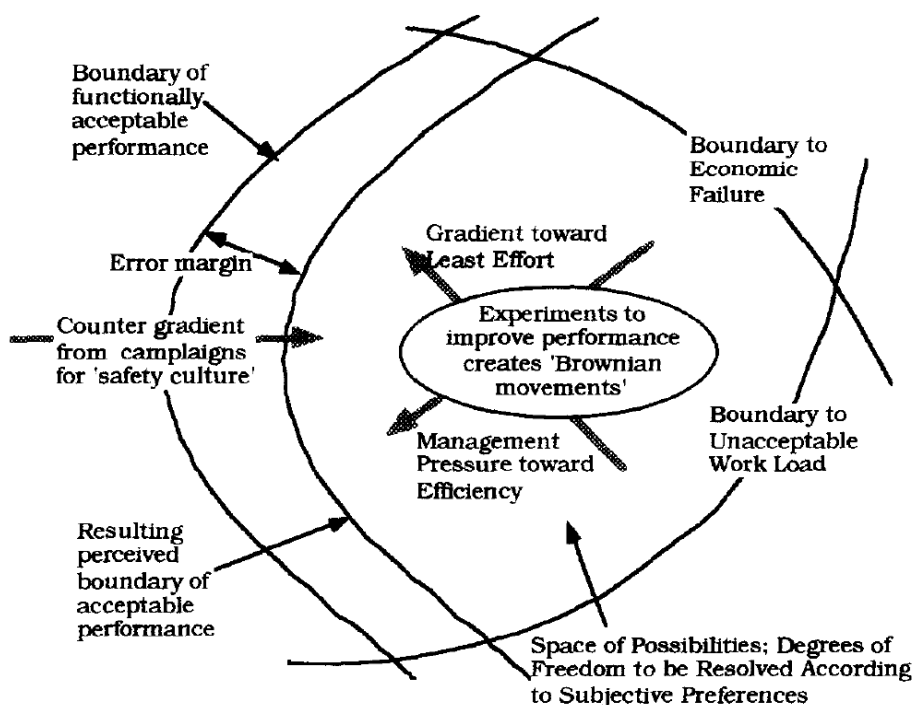 Boundary of
functionally
acceptable
performance
Boundary to
Economic
Failure
Gradient toward
Least Effort
Error margin
Experiments to
improve performance
creates 'Brownian
movements'
Counter gradient
from camplaigns
for 'safety culture'
Boundary to
Unacceptable
Work Load
Management
Pressure toward
Efficiency
Resulting
perceived
boundary of
acceptable
performance
Space of Possibilities; Degrees of
Freedom to be Resolved According
to Subjective Preferences